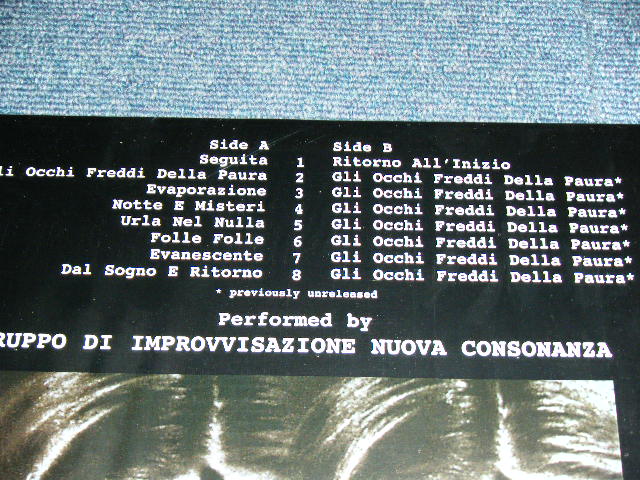 Side A Side B
Seguita 1 Ritorno All'Inizio
li Occhi Freddi Della Paura 2 Gli Occhi Freddi Della Paura*
Evaporazione 3 Gli Occhi Freddi Della Paura*
Notte E Misteri 4 Gli Occhi Freddi Della Paura*
Urla Nel Nulla 5 Gli Occhi Freddi Della Paura*
Folle Folle 6 Gli Occhi Freddi Della Paura*
Evanescente 7 Gli Occhi Freddi Della Paura*
Dal Sogno E Ritorno 8 Gli Occhi Freddi Della Paura*
* previously unreleased
Performed by
RUPPO DI IMPROVVISAZIONE NUOVA CONSONANZA